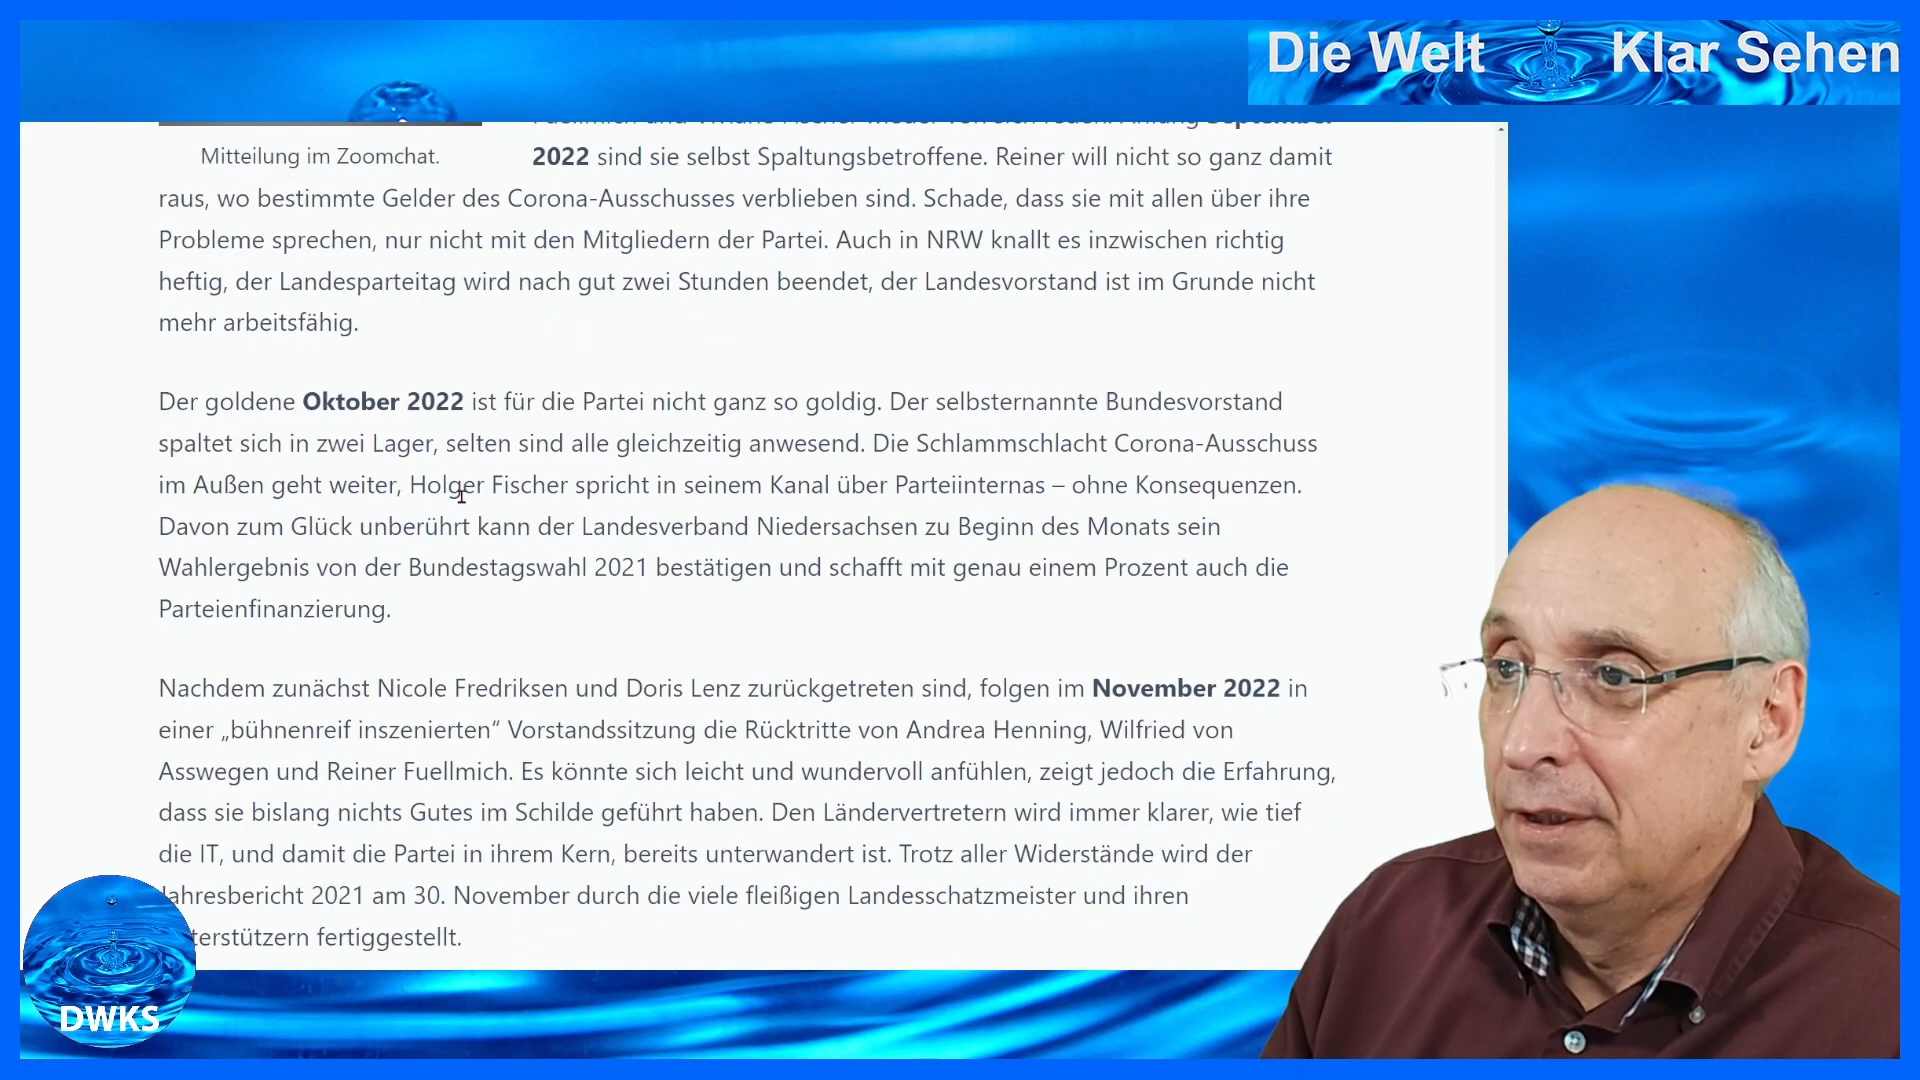 Die Welt Klar Sehen
Mitteilung im Zoomchat.
2022 sind sie selbst Spaltungsbetroffene. Reiner will nicht so ganz damit
raus, wo bestimmte Gelder des Corona-Ausschusses verblieben sind. Schade, dass sie mit allen über ihre
Probleme sprechen, nur nicht mit den Mitgliedern der Partei. Auch in NRW knallt es inzwischen richtig
heftig, der Landesparteitag wird nach gut zwei Stunden beendet, der Landesvorstand ist im Grunde nicht
mehr arbeitsfähig.
Der goldene Oktober 2022 ist für die Partei nicht ganz so goldig. Der selbsternannte Bundesvorstand
spaltet sich in zwei Lager, selten sind alle gleichzeitig anwesend. Die Schlammschlacht Corona-Ausschuss
im Außen geht weiter, Holger Fischer spricht in seinem Kanal über Parteiinternas – ohne Konsequenzen.
Davon zum Glück unberührt kann der Landesverband Niedersachsen zu Beginn des Monats sein
Wahlergebnis von der Bundestagswahl 2021 bestätigen und schafft mit genau einem Prozent auch die
Parteienfinanzierung.
Nachdem zunächst Nicole Fredriksen und Doris Lenz zurückgetreten sind, folgen im November 2022 in
einer „bühnenreif inszenierten“ Vorstandssitzung die Rücktritte von Andrea Henning, Wilfried von
Asswegen und Reiner Fuellmich. Es könnte sich leicht und wundervoll anfühlen, zeigt jedoch die Erfahrung,
dass sie bislang nichts Gutes im Schilde geführt haben. Den Ländervertretern wird immer klarer, wie tief
die IT, und damit die Partei in ihrem Kern, bereits unterwandert ist. Trotz aller Widerstände wird der
ahresbericht 2021 am 30. November durch die viele fleißigen Landesschatzmeister und ihren
terstützern fertiggestellt.
DWKS